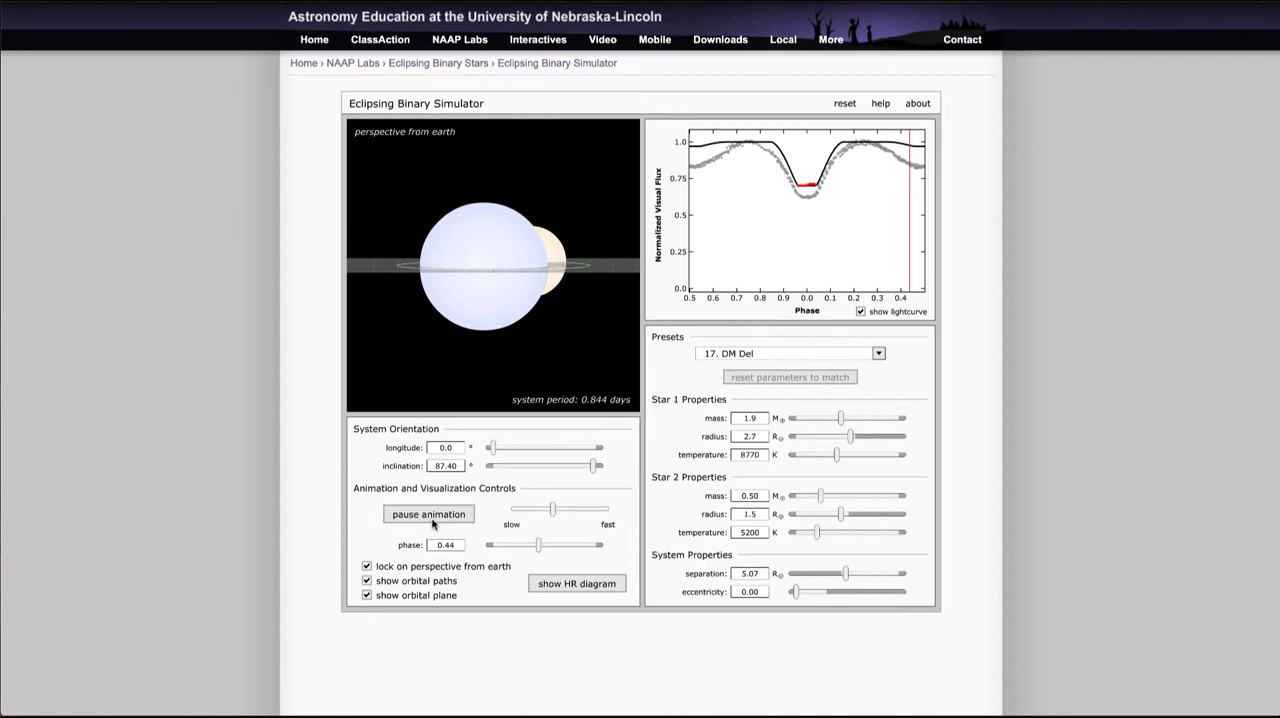 Astronomy Education at the University of Nebraska-Lincoln
Home ClassAction NAAP Labs Interactives Video Mobile Downloads Local More Contact
Home › NAAP Labs › Eclipsing Binary Stars › Eclipsing Binary Simulator
Eclipsing Binary Simulator reset help about
perspective from earth
system period: 0.844 days
1.0
0.75
0.5
0.25
0.0
Normalized Visual Flux
0.5 0.6 0.7 0.8 0.9 0.0 0.1 0.2 0.3 0.4
Phase
show lightcurve
System Orientation
longitude: 0.0 °
inclination: 87.40 °
Animation and Visualization Controls
pause animation
slow fast
phase: 0.44
lock on perspective from earth
show orbital paths
show orbital plane
show HR diagram
Presets
17. DM Del
reset parameters to match
Star 1 Properties
mass: 1.9 M☉
radius: 2.7 R☉
temperature: 8770 K
Star 2 Properties
mass: 0.50 M☉
radius: 1.5 R☉
temperature: 5200 K
System Properties
separation: 5.07 R☉
eccentricity: 0.00